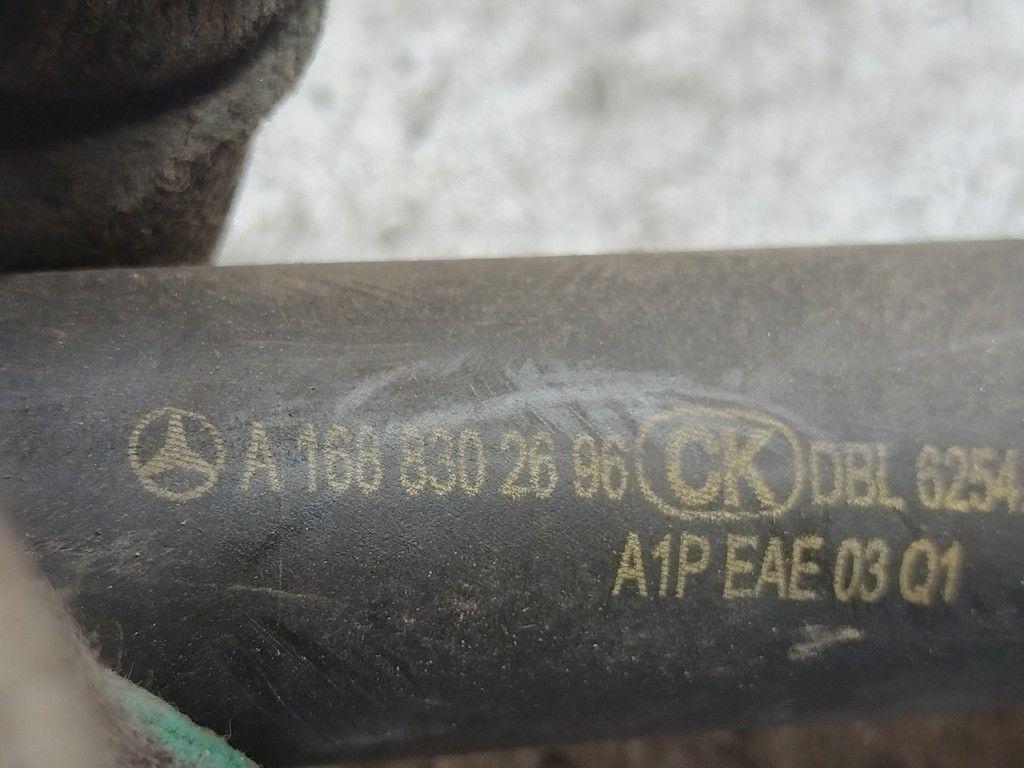 A 168 830 26 96 CK DBL 6254.
A1P EAE 03 Q1